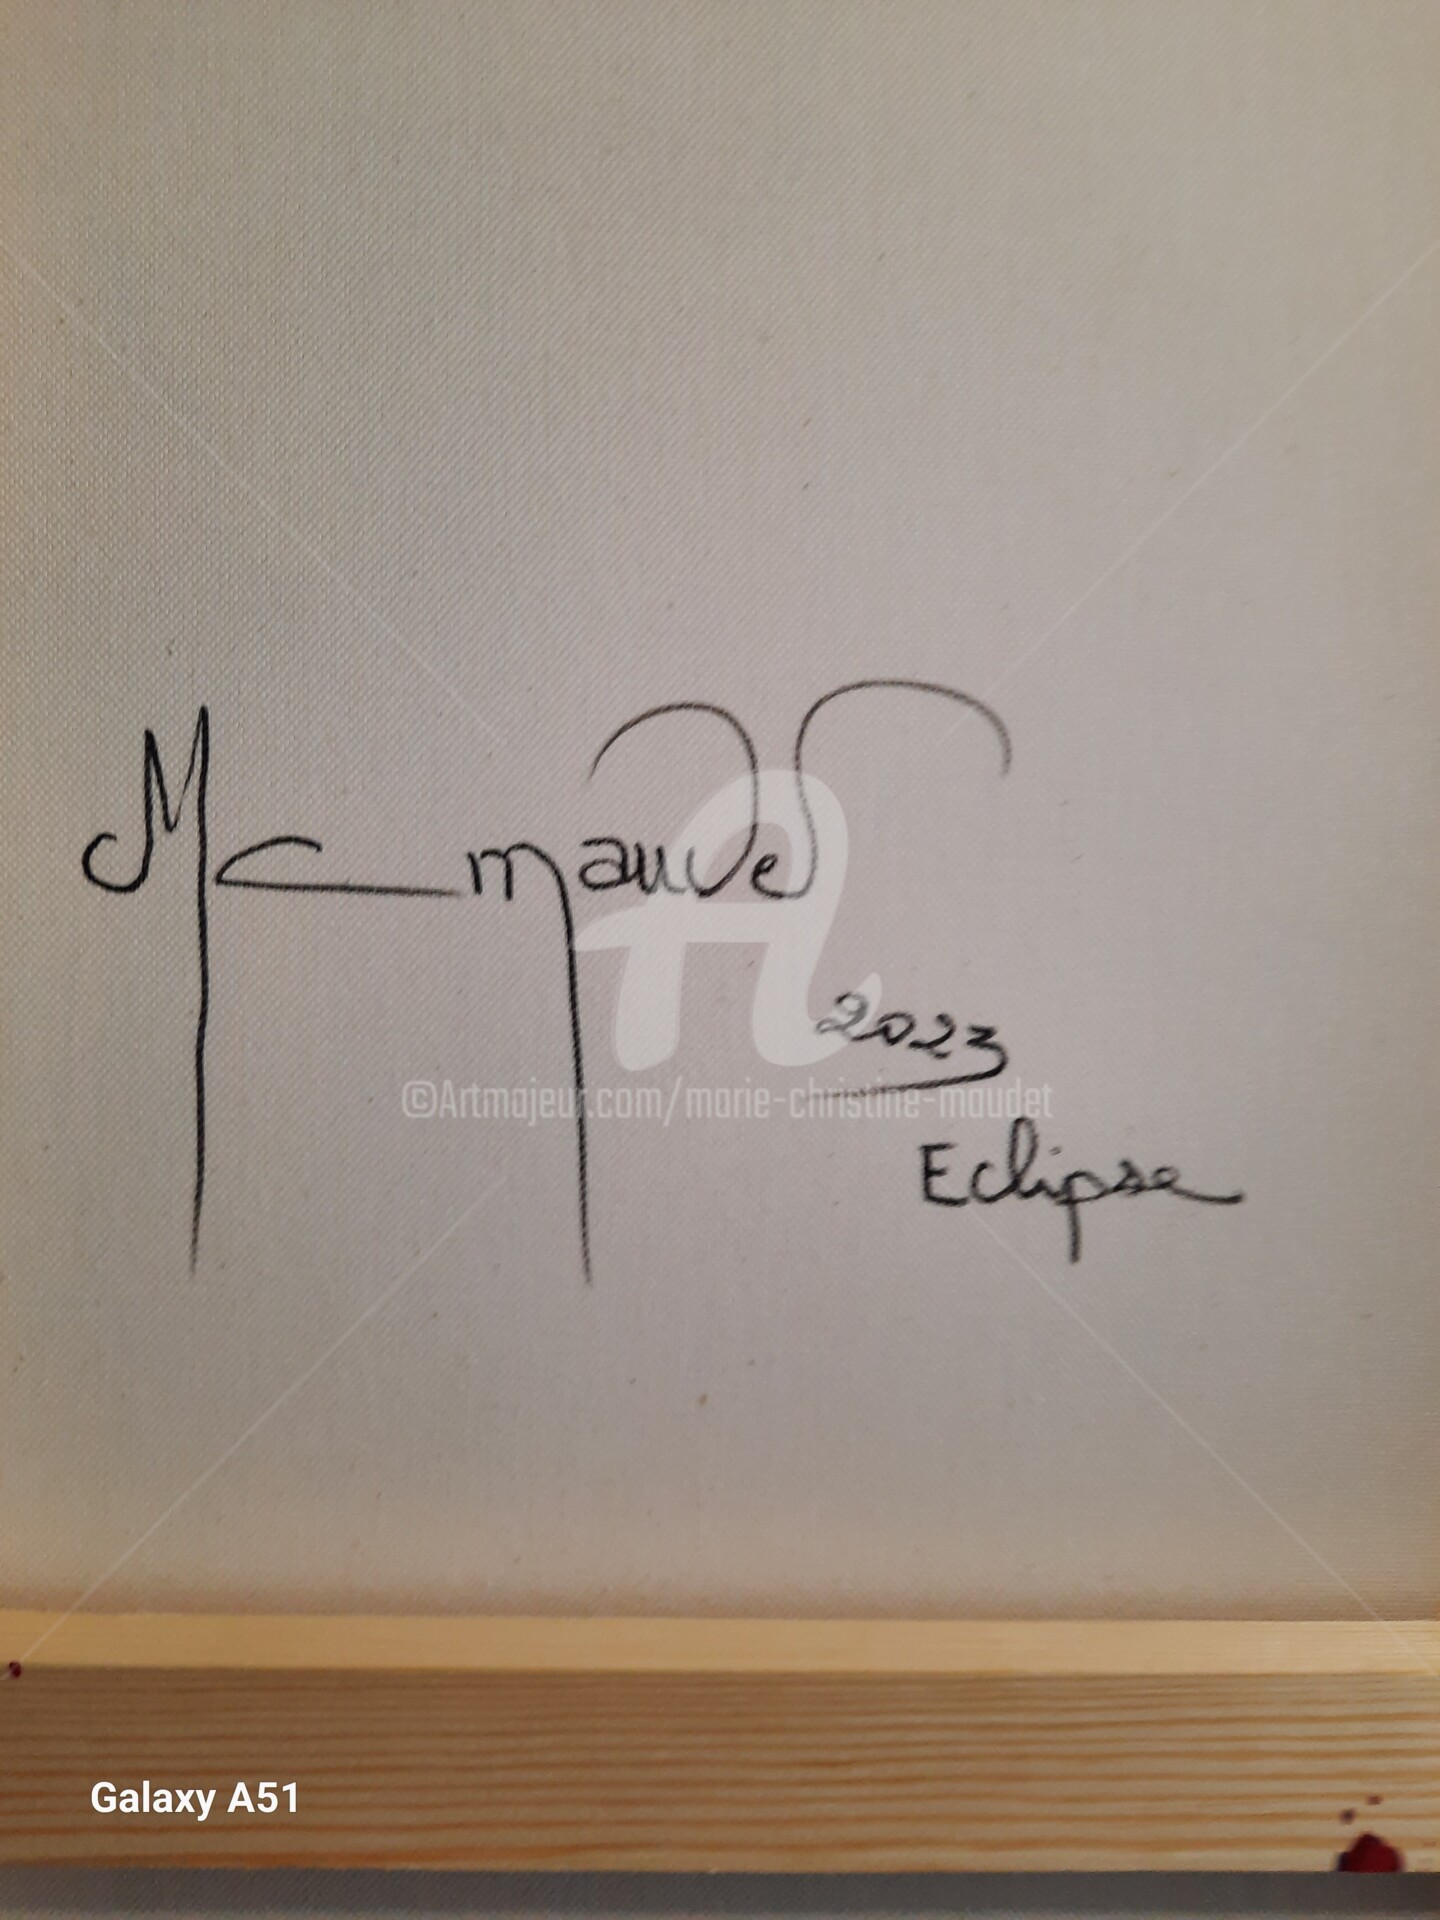 MC maudet
2023
©Artmajeur.com/marie-christine-maudet
Eclipse
Galaxy A51